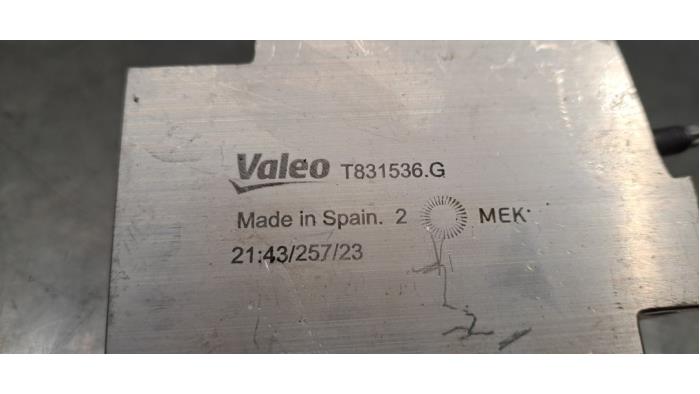 Valeo T831536.G
Made in Spain. 2 MEK
21:43/257/23